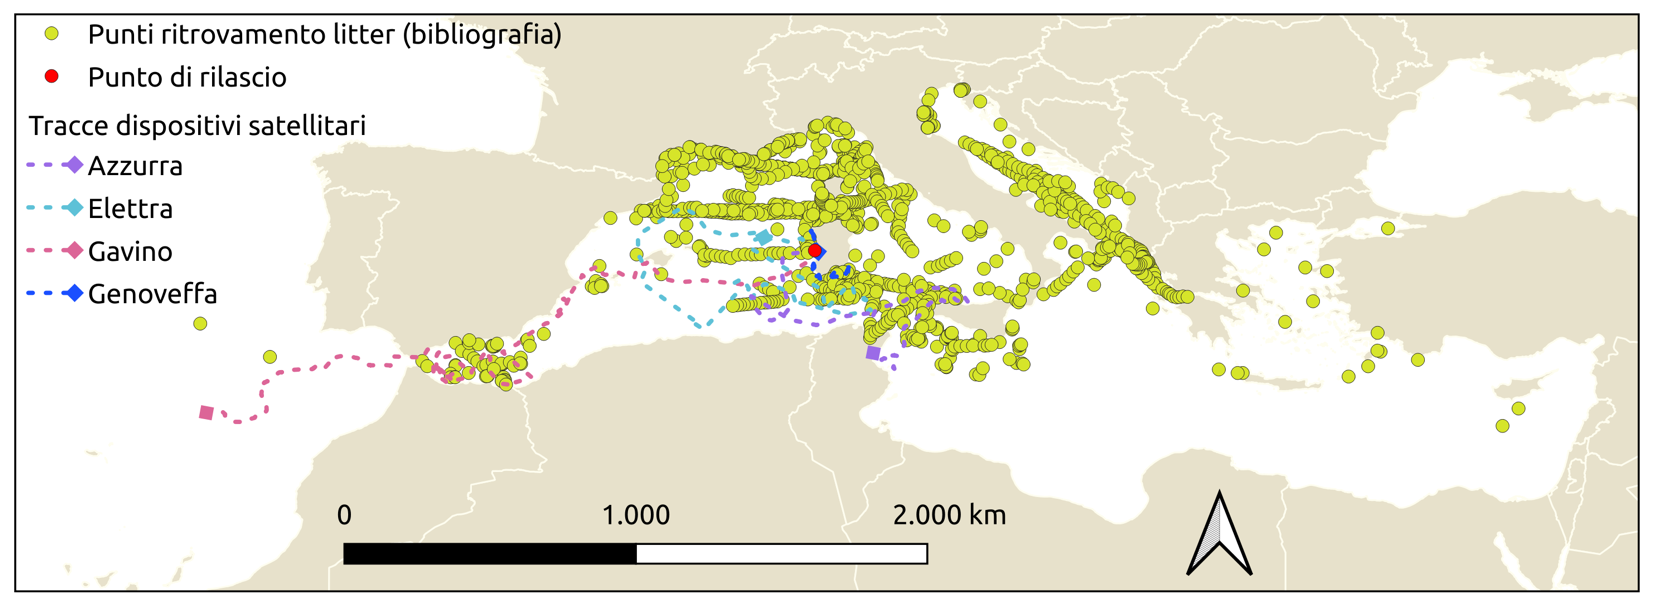 Punti ritrovamento litter (bibliografia)
Punto di rilascio
Tracce dispositivi satellitari
Azzurra
Elettra
Gavino
Genoveffa
0 1.000 2.000 km